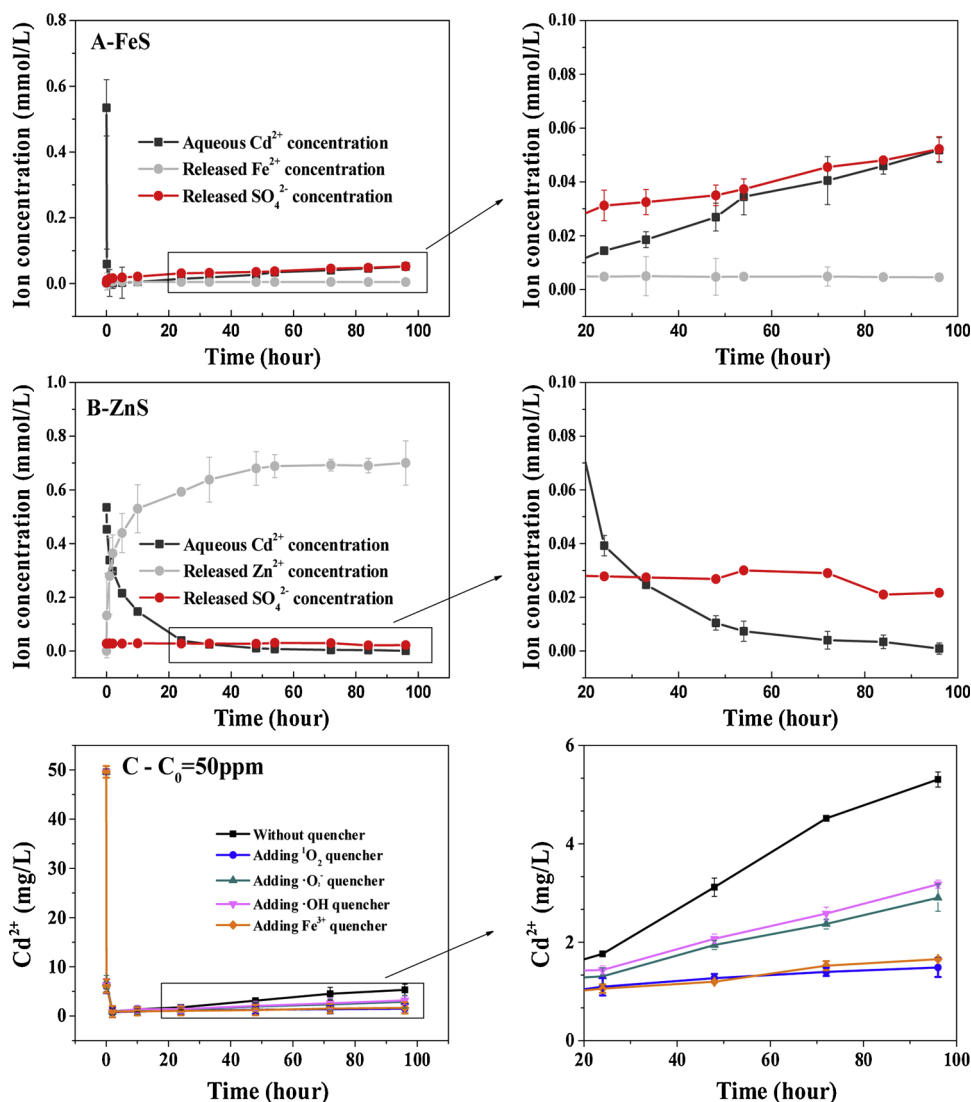 A-FeS
Ion concentration (mmol/L)
0.8
0.6
0.4
0.2
0.0
Aqueous Cd²⁺ concentration
Released Fe²⁺ concentration
Released SO₄²⁻ concentration
0 20 40 60 80 100
Time (hour)
Ion concentration (mmol/L)
0.10
0.08
0.06
0.04
0.02
0.00
20 40 60 80 100
Time (hour)
B-ZnS
Ion concentration (mmol/L)
1.0
0.8
0.6
0.4
0.2
0.0
Aqueous Cd²⁺ concentration
Released Zn²⁺ concentration
Released SO₄²⁻ concentration
0 20 40 60 80 100
Time (hour)
Ion concentration (mmol/L)
0.10
0.08
0.06
0.04
0.02
0.00
20 40 60 80 100
Time (hour)
C - C₀=50ppm
Cd²⁺ (mg/L)
50
40
30
20
10
0
Without quencher
Adding ¹O₂ quencher
Adding ·O₂⁻ quencher
Adding ·OH quencher
Adding Fe³⁺ quencher
0 20 40 60 80 100
Time (hour)
Cd²⁺ (mg/L)
6
4
2
0
20 40 60 80 100
Time (hour)